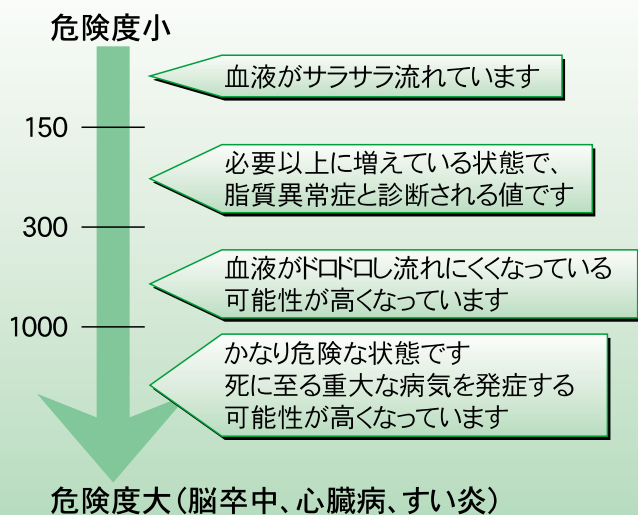 危険度小
血液がサラサラ流れています
150
必要以上に増えている状態で、
脂質異常症と診断される値です
300
血液がドロドロし流れにくくなっている
可能性が高くなっています
1000
かなり危険な状態です
死に至る重大な病気を発症する
可能性が高くなっています
危険度大(脳卒中、心臓病、すい炎)